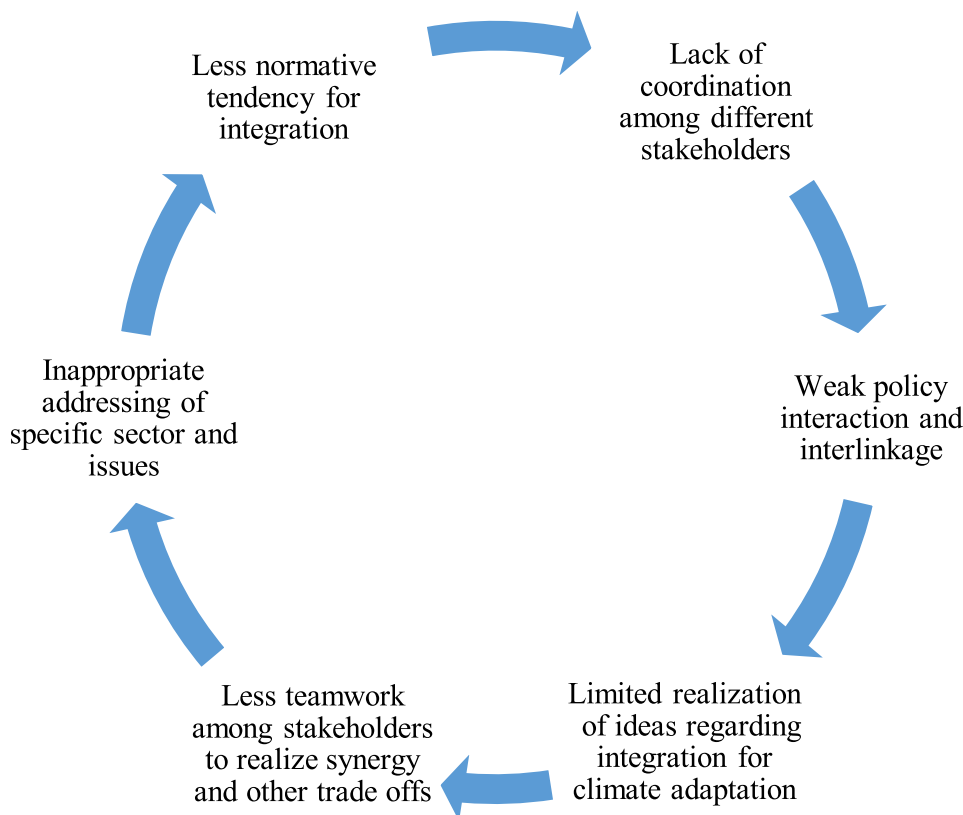 Less normative
tendency for
integration
Lack of
coordination
among different
stakeholders
Weak policy
interaction and
interlinkage
Limited realization
of ideas regarding
integration for
climate adaptation
Less teamwork
among stakeholders
to realize synergy
and other trade offs
Inappropriate
addressing of
specific sector and
issues